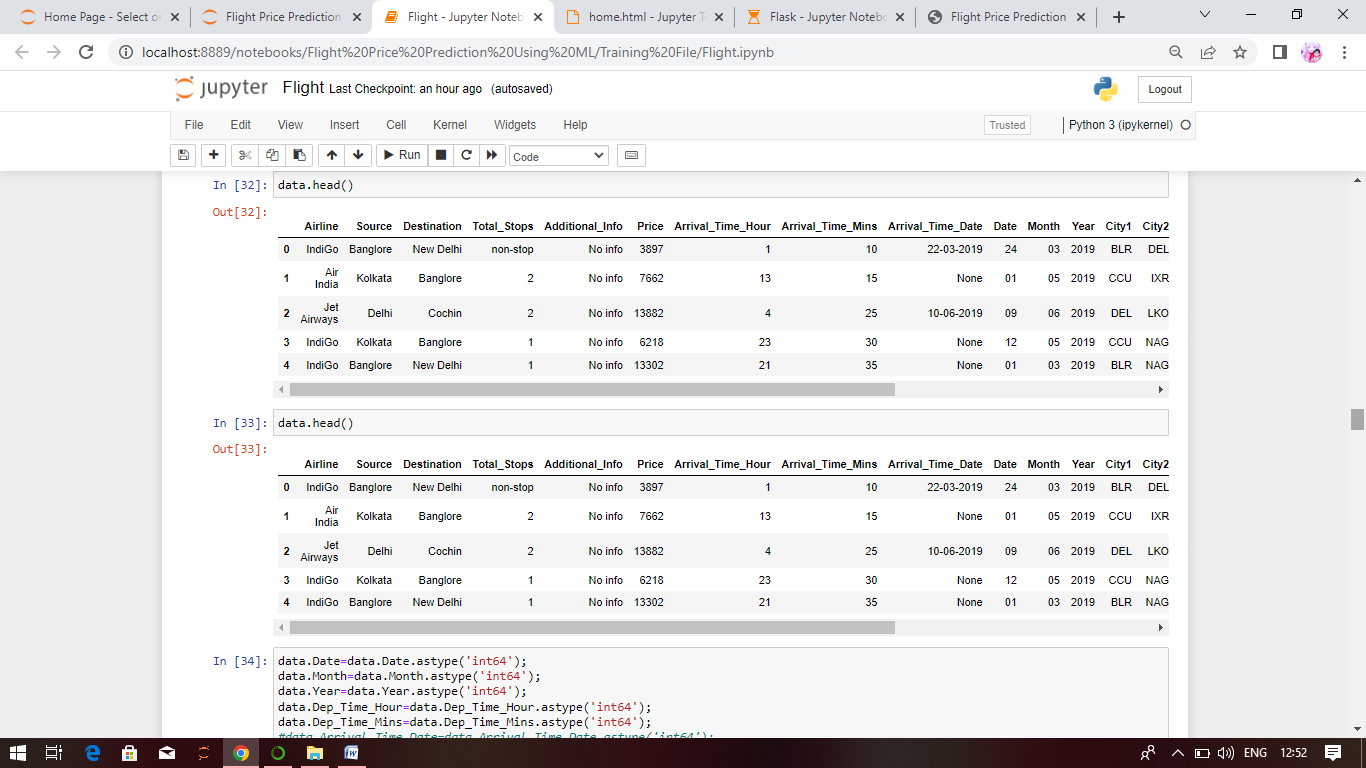 Home Page - Select or
Flight Price Prediction
Flight - Jupyter Noteb
home.html - Jupyter T
Flask - Jupyter Notebo
Flight Price Prediction
localhost:8889/notebooks/Flight%20Price%20Prediction%20Using%20ML/Training%20File/Flight.ipynb
jupyter Flight Last Checkpoint: an hour ago (autosaved) Logout
File Edit View Insert Cell Kernel Widgets Help Trusted Python 3 (ipykernel)
Run Code
In [32]: data.head()
Out[32]:
Airline Source Destination Total_Stops Additional_Info Price Arrival_Time_Hour Arrival_Time_Mins Arrival_Time_Date Date Month Year City1 City2
0 IndiGo Banglore New Delhi non-stop No info 3897 1 10 22-03-2019 24 03 2019 BLR DEL
1 Air India Kolkata Banglore 2 No info 7662 13 15 None 01 05 2019 CCU IXR
2 Jet Airways Delhi Cochin 2 No info 13882 4 25 10-06-2019 09 06 2019 DEL LKO
3 IndiGo Kolkata Banglore 1 No info 6218 23 30 None 12 05 2019 CCU NAG
4 IndiGo Banglore New Delhi 1 No info 13302 21 35 None 01 03 2019 BLR NAG
In [33]: data.head()
Out[33]:
Airline Source Destination Total_Stops Additional_Info Price Arrival_Time_Hour Arrival_Time_Mins Arrival_Time_Date Date Month Year City1 City2
0 IndiGo Banglore New Delhi non-stop No info 3897 1 10 22-03-2019 24 03 2019 BLR DEL
1 Air India Kolkata Banglore 2 No info 7662 13 15 None 01 05 2019 CCU IXR
2 Jet Airways Delhi Cochin 2 No info 13882 4 25 10-06-2019 09 06 2019 DEL LKO
3 IndiGo Kolkata Banglore 1 No info 6218 23 30 None 12 05 2019 CCU NAG
4 IndiGo Banglore New Delhi 1 No info 13302 21 35 None 01 03 2019 BLR NAG
In [34]: data.Date=data.Date.astype('int64');
data.Month=data.Month.astype('int64');
data.Year=data.Year.astype('int64');
data.Dep_Time_Hour=data.Dep_Time_Hour.astype('int64');
data.Dep_Time_Mins=data.Dep_Time_Mins.astype('int64');
#data.Arrival_Time_Date=data.Arrival_Time_Date.astype('int64');
ENG 12:52